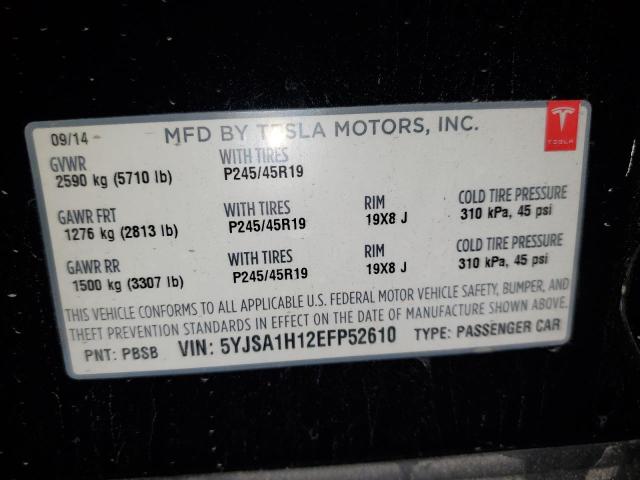 09/14
MFD BY TESLA MOTORS, INC.
TESLA
GVWR
2590 kg (5710 lb)
WITH TIRES
P245/45R19
GAWR FRT
1276 kg (2813 lb)
WITH TIRES
P245/45R19
RIM
19X8 J
COLD TIRE PRESSURE
310 kPa, 45 psi
GAWR RR
1500 kg (3307 lb)
WITH TIRES
P245/45R19
RIM
19X8 J
COLD TIRE PRESSURE
310 kPa, 45 psi
THIS VEHICLE CONFORMS TO ALL APPLICABLE U.S. FEDERAL MOTOR VEHICLE SAFETY, BUMPER, AND
THEFT PREVENTION STANDARDS IN EFFECT ON THE DATE OF MANUFACTURE SHOWN ABOVE.
PNT: PBSB VIN: 5YJSA1H12EFP52610 TYPE: PASSENGER CAR